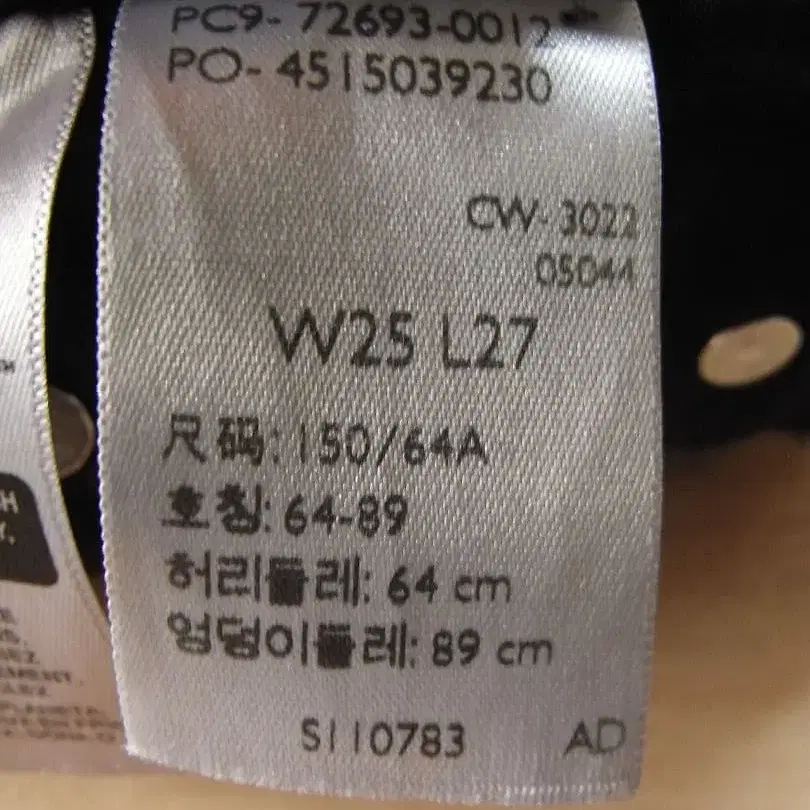 PC9- 72693-0012
PO- 4515039230
CW- 3022
05044
W25 L27
尺码: 150/64A
호칭: 64-89
허리둘레: 64 cm
엉덩이둘레: 89 cm
S110783 AD